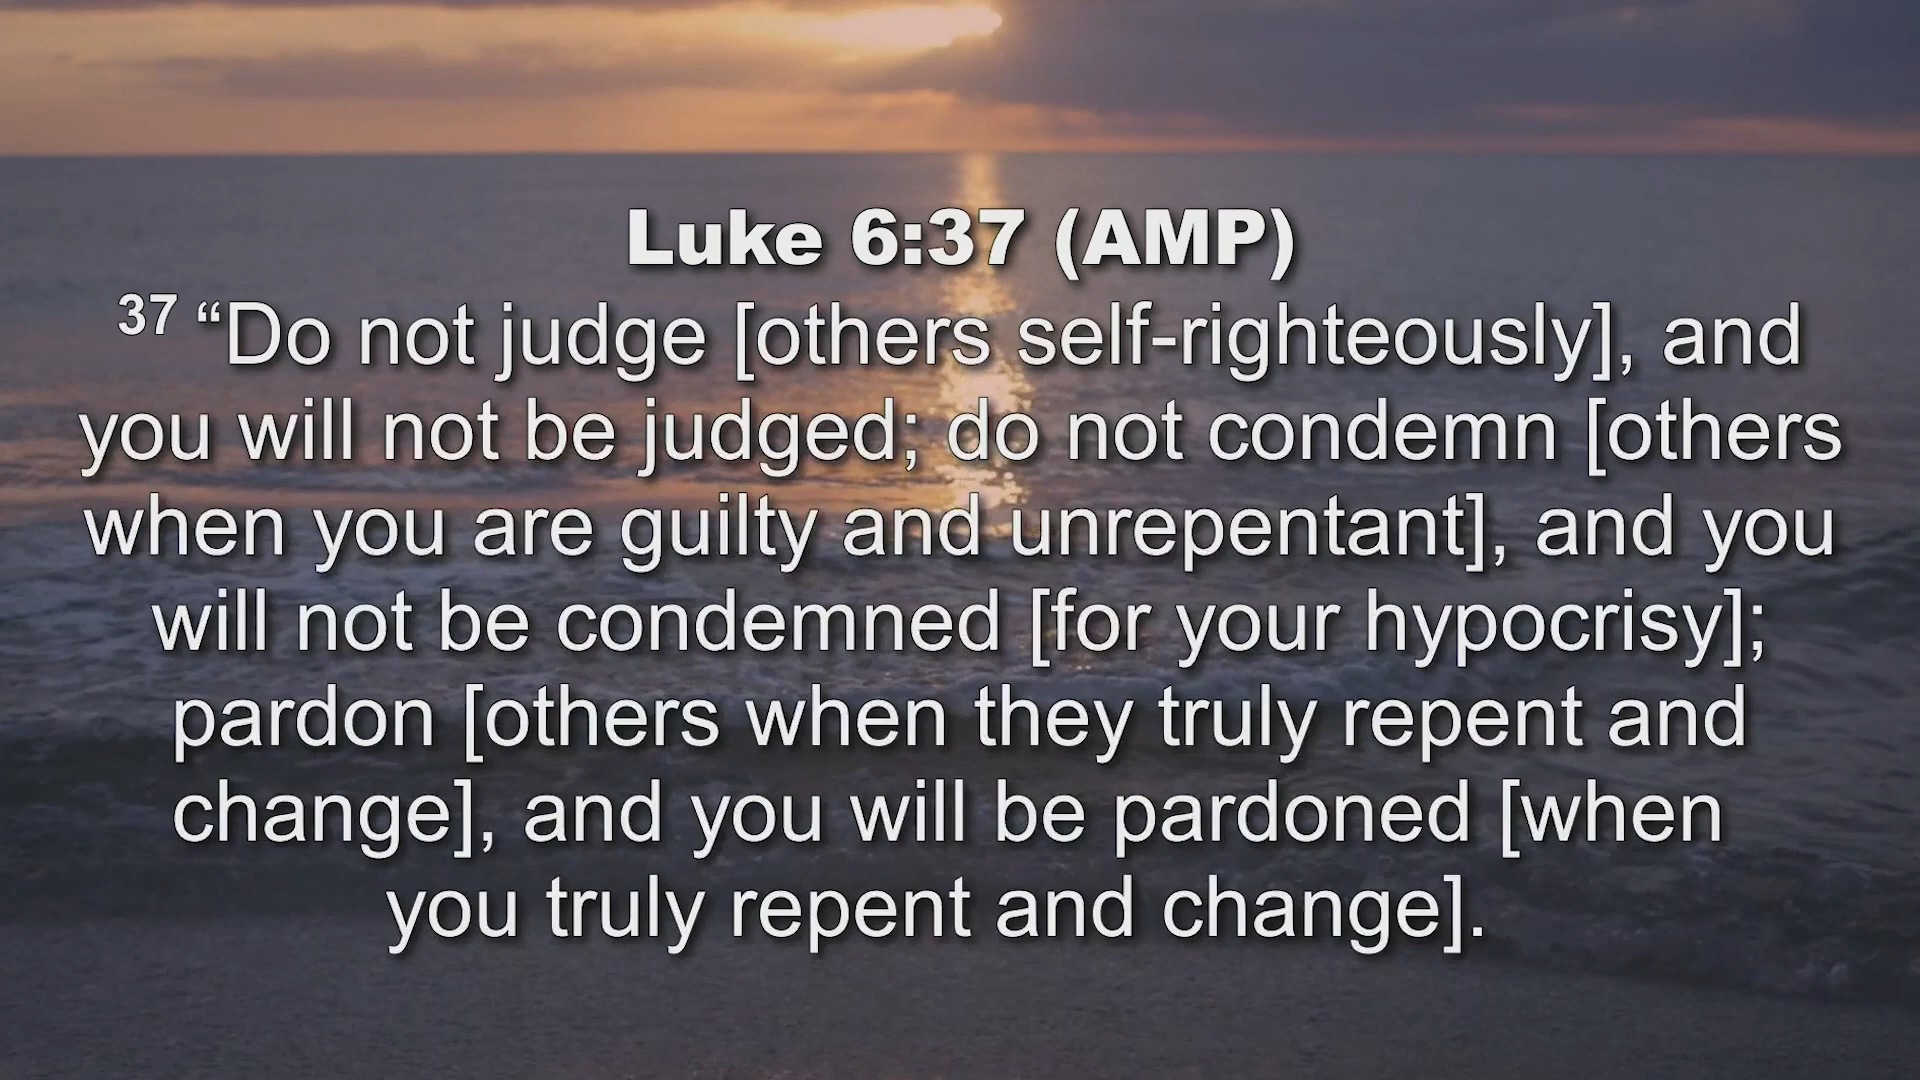 Luke 6:37 (AMP)
37 “Do not judge [others self-righteously], and
you will not be judged; do not condemn [others
when you are guilty and unrepentant], and you
will not be condemned [for your hypocrisy];
pardon [others when they truly repent and
change], and you will be pardoned [when
you truly repent and change].